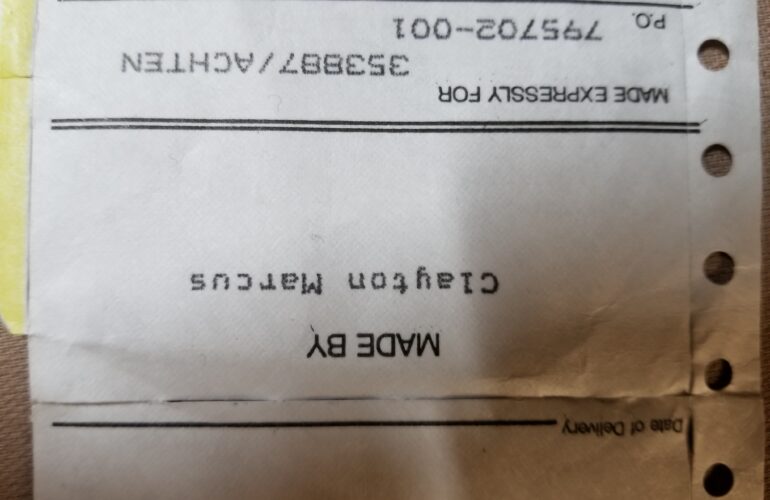 Date of Delivery
MADE BY
Clayton Marcus
MADE EXPRESSLY FOR
353887/ACHTEN
P.O. 795702-001